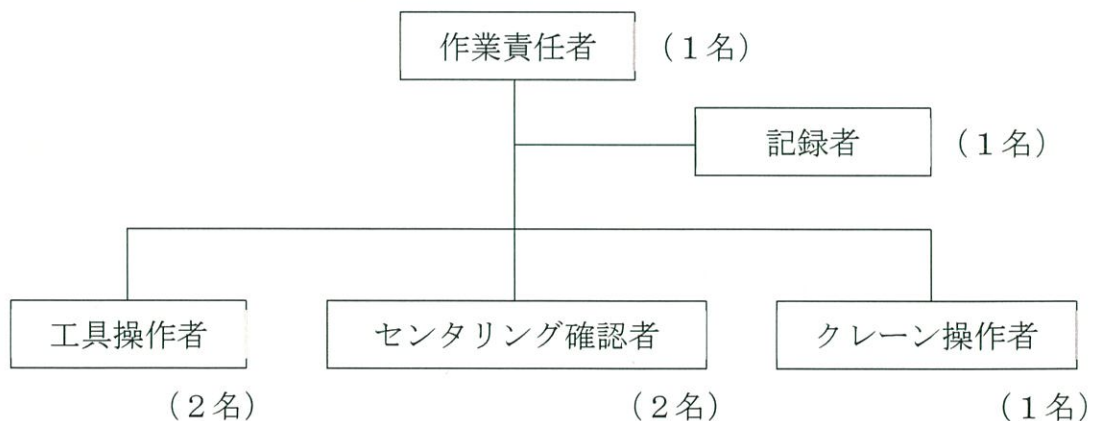 作業責任者 (1名)
記録者 (1名)
工具操作者 センタリング確認者 クレーン操作者
(2名) (2名) (1名)